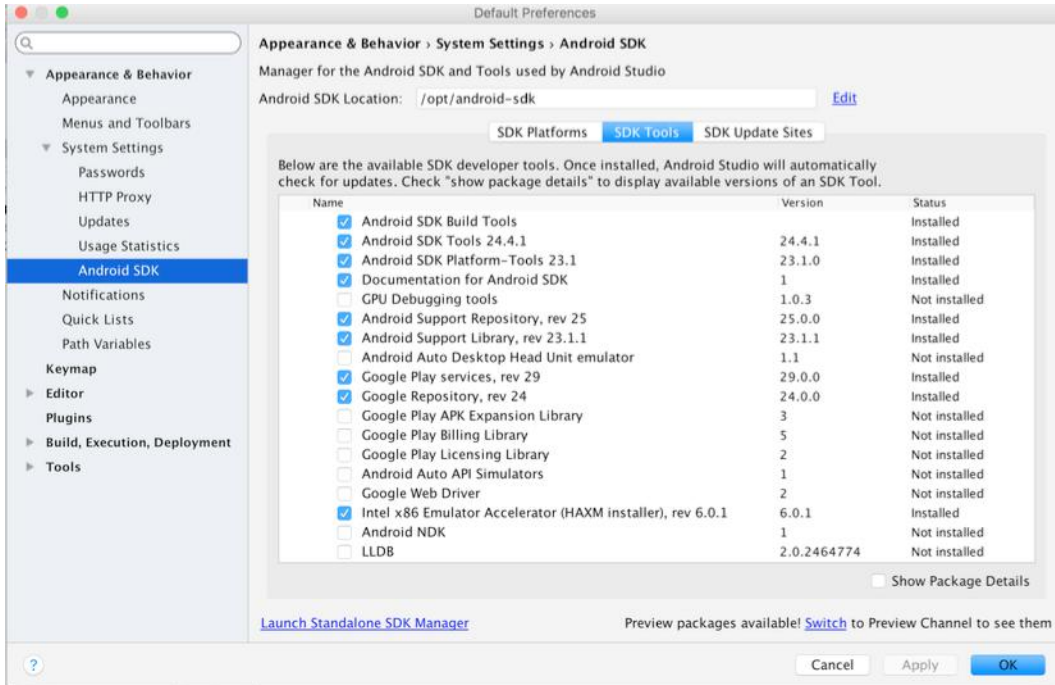 Default Preferences
Appearance & Behavior
Appearance
Menus and Toolbars
System Settings
Passwords
HTTP Proxy
Updates
Usage Statistics
Android SDK
Notifications
Quick Lists
Path Variables
Keymap
Editor
Plugins
Build, Execution, Deployment
Tools
Appearance & Behavior › System Settings › Android SDK
Manager for the Android SDK and Tools used by Android Studio
Android SDK Location: /opt/android-sdk Edit
SDK Platforms SDK Tools SDK Update Sites
Below are the available SDK developer tools. Once installed, Android Studio will automatically
check for updates. Check "show package details" to display available versions of an SDK Tool.
Name Version Status
Android SDK Build Tools Installed
Android SDK Tools 24.4.1 24.4.1 Installed
Android SDK Platform-Tools 23.1 23.1.0 Installed
Documentation for Android SDK 1 Installed
GPU Debugging tools 1.0.3 Not installed
Android Support Repository, rev 25 25.0.0 Installed
Android Support Library, rev 23.1.1 23.1.1 Installed
Android Auto Desktop Head Unit emulator 1.1 Not installed
Google Play services, rev 29 29.0.0 Installed
Google Repository, rev 24 24.0.0 Installed
Google Play APK Expansion Library 3 Not installed
Google Play Billing Library 5 Not installed
Google Play Licensing Library 2 Not installed
Android Auto API Simulators 1 Not installed
Google Web Driver 2 Not installed
Intel x86 Emulator Accelerator (HAXM installer), rev 6.0.1 6.0.1 Installed
Android NDK 1 Not installed
LLDB 2.0.2464774 Not installed
Show Package Details
Launch Standalone SDK Manager Preview packages available! Switch to Preview Channel to see them
? Cancel Apply OK